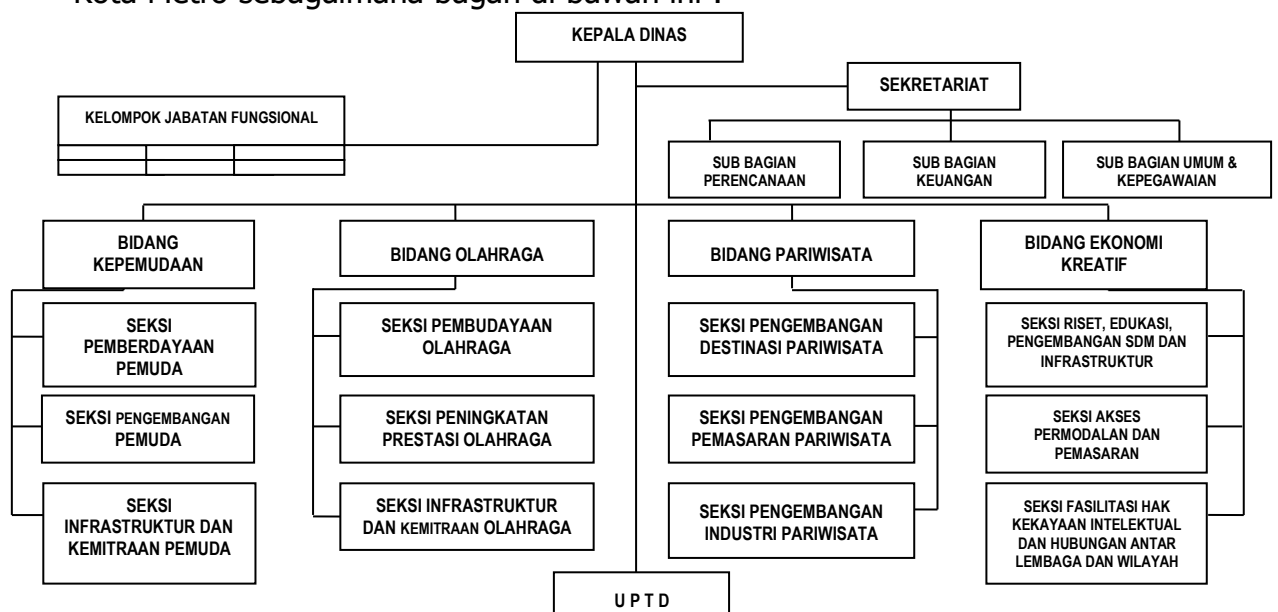 Kota Metro sebagaimana bagan di bawah ini :
KEPALA DINAS
SEKRETARIAT
KELOMPOK JABATAN FUNGSIONAL
SUB BAGIAN
PERENCANAAN
SUB BAGIAN
KEUANGAN
SUB BAGIAN UMUM &
KEPEGAWAIAN
BIDANG
KEPEMUDAAN
BIDANG OLAHRAGA
BIDANG PARIWISATA
BIDANG EKONOMI
KREATIF
SEKSI
PEMBERDAYAAN
PEMUDA
SEKSI PEMBUDAYAAN
OLAHRAGA
SEKSI PENGEMBANGAN
DESTINASI PARIWISATA
SEKSI RISET, EDUKASI,
PENGEMBANGAN SDM DAN
INFRASTRUKTUR
SEKSI PENGEMBANGAN
PEMUDA
SEKSI PENINGKATAN
PRESTASI OLAHRAGA
SEKSI PENGEMBANGAN
PEMASARAN PARIWISATA
SEKSI AKSES
PERMODALAN DAN
PEMASARAN
SEKSI
INFRASTRUKTUR DAN
KEMITRAAN PEMUDA
SEKSI INFRASTRUKTUR
DAN KEMITRAAN OLAHRAGA
SEKSI PENGEMBANGAN
INDUSTRI PARIWISATA
SEKSI FASILITASI HAK
KEKAYAAN INTELEKTUAL
DAN HUBUNGAN ANTAR
LEMBAGA DAN WILAYAH
U P T D